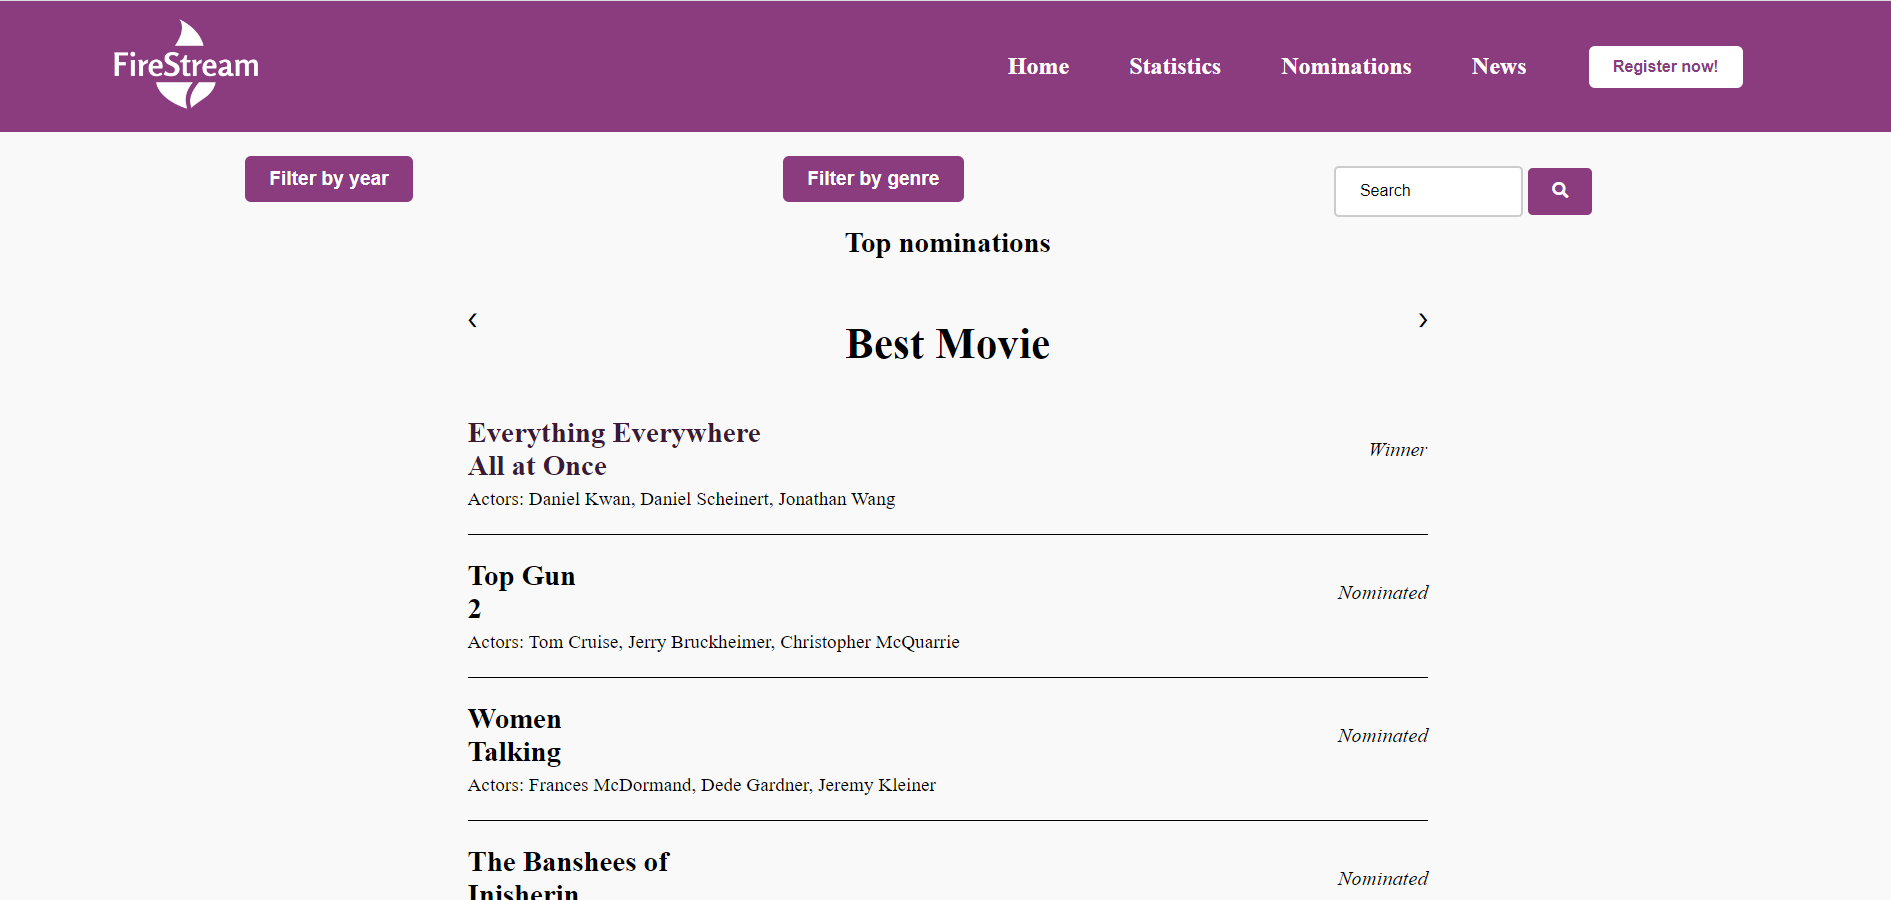 FireStream
Home Statistics Nominations News Register now!
Filter by year Filter by genre Search
Top nominations
‹ ›
Best Movie
Everything Everywhere
All at Once
Winner
Actors: Daniel Kwan, Daniel Scheinert, Jonathan Wang
Top Gun
2
Nominated
Actors: Tom Cruise, Jerry Bruckheimer, Christopher McQuarrie
Women
Talking
Nominated
Actors: Frances McDormand, Dede Gardner, Jeremy Kleiner
The Banshees of
Inisherin
Nominated